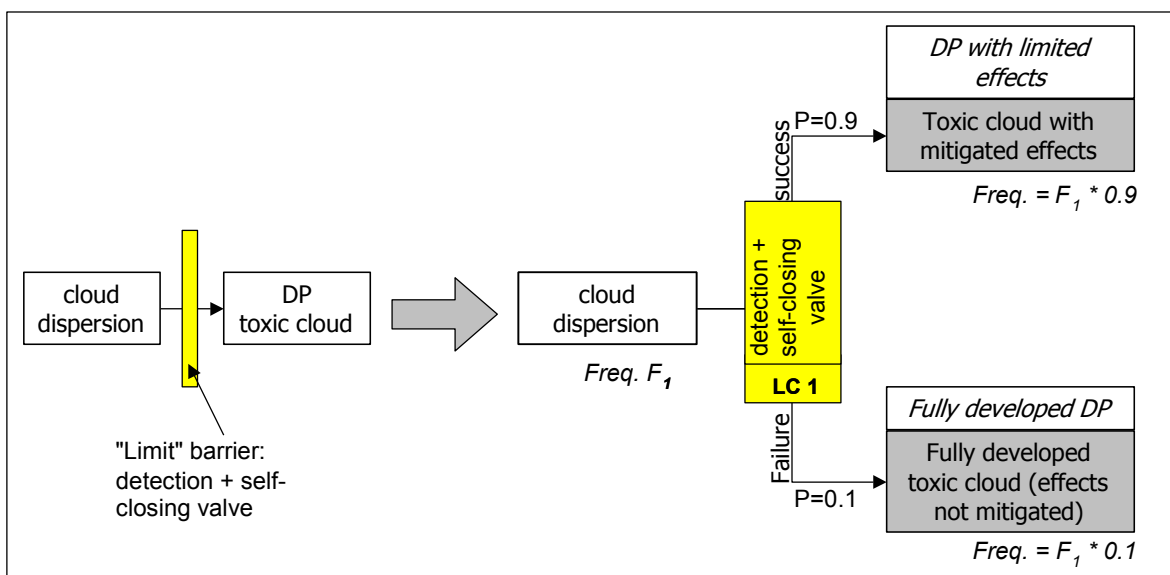 cloud
dispersion
DP
toxic cloud
"Limit" barrier:
detection + self-
closing valve
cloud
dispersion
Freq. F1
detection +
self-closing
valve
LC 1
success
P=0.9
DP with limited
effects
Toxic cloud with
mitigated effects
Freq. = F1 * 0.9
Failure
P=0.1
Fully developed DP
Fully developed
toxic cloud (effects
not mitigated)
Freq. = F1 * 0.1